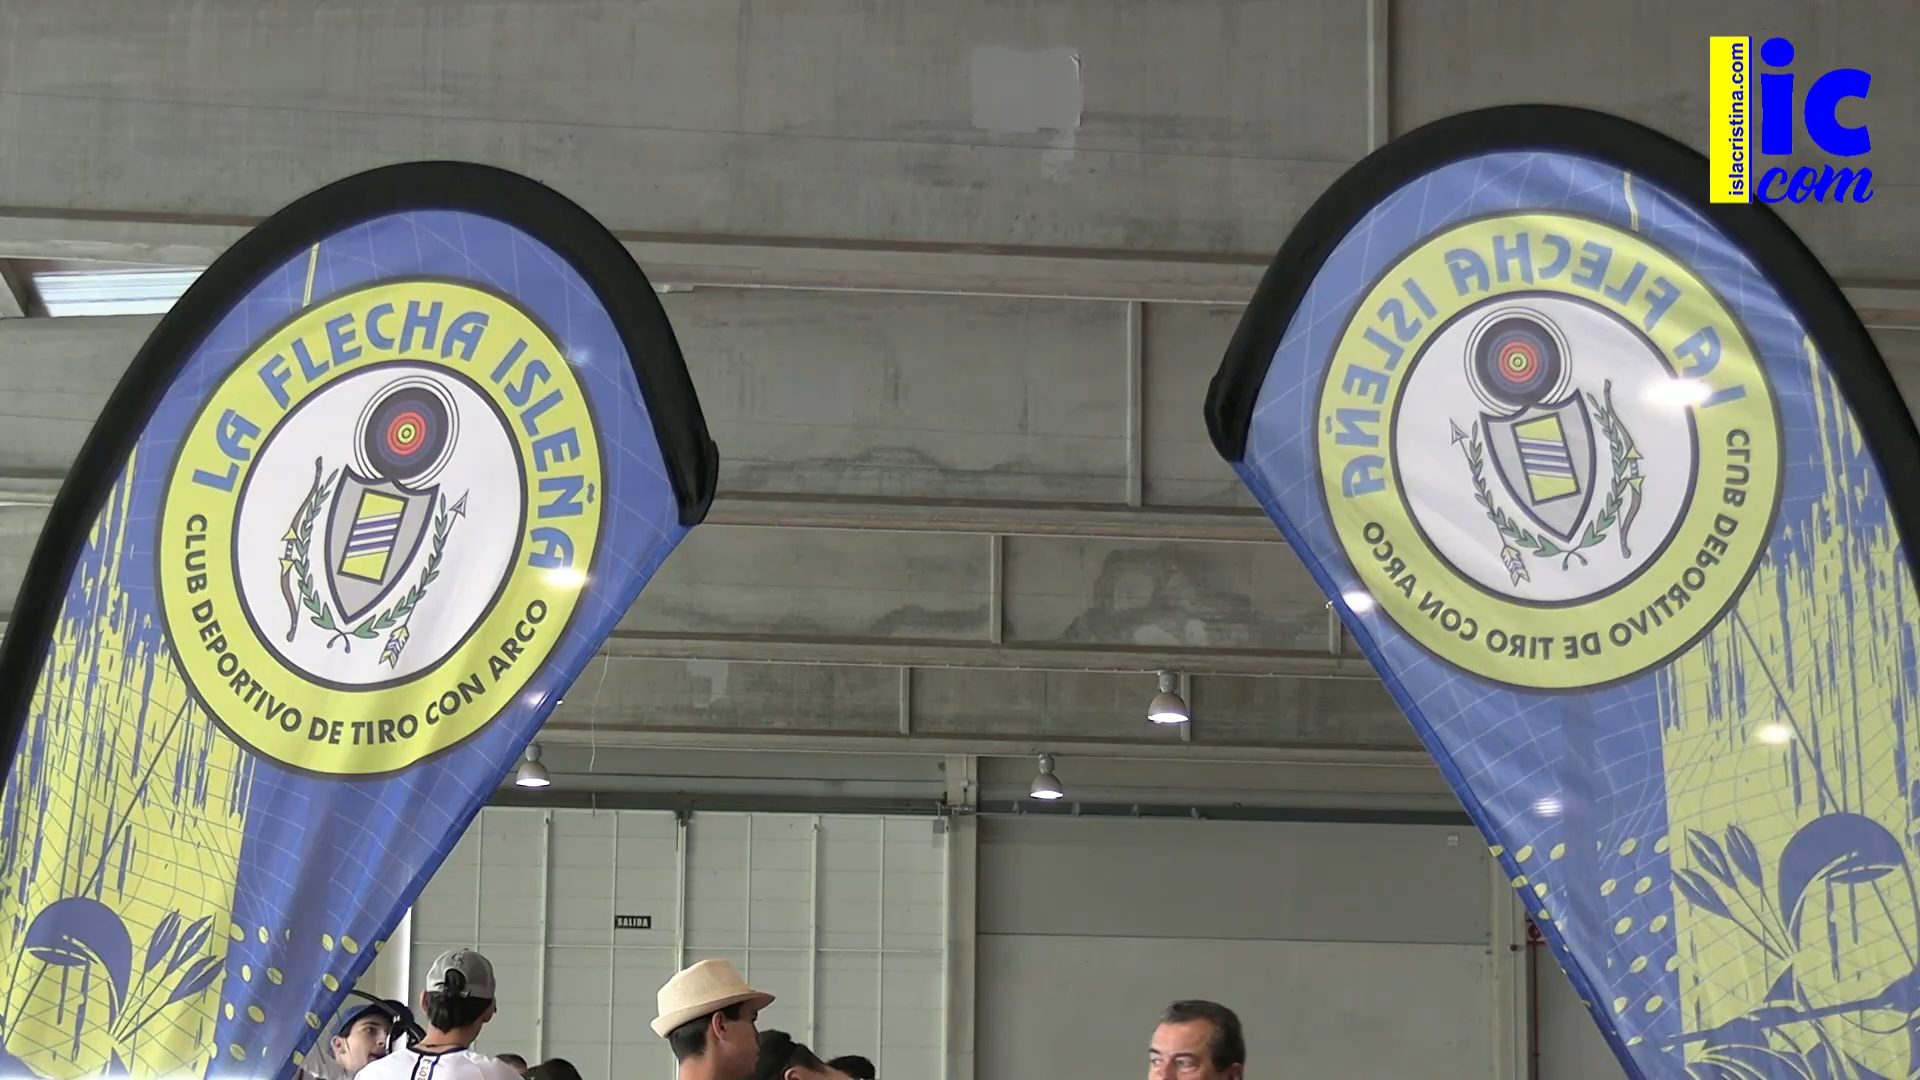 islacristina.com
ic
com
LA FLECHA ISLEÑA
CLUB DEPORTIVO DE TIRO CON ARCO
LA FLECHA ISLEÑA
CLUB DEPORTIVO DE TIRO CON ARCO
SALIDA